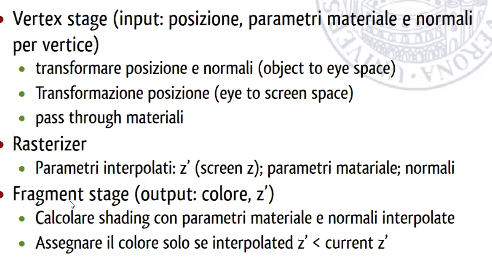 Vertex stage (input: posizione, parametri materiale e normali
per vertice)
transformare posizione e normali (object to eye space)
Transformazione posizione (eye to screen space)
pass through materiali
Rasterizer
Parametri interpolati: z' (screen z); parametri matariale; normali
Fragment stage (output: colore, z')
Calcolare shading con parametri materiale e normali interpolate
Assegnare il colore solo se interpolated z' < current z'
VERONA